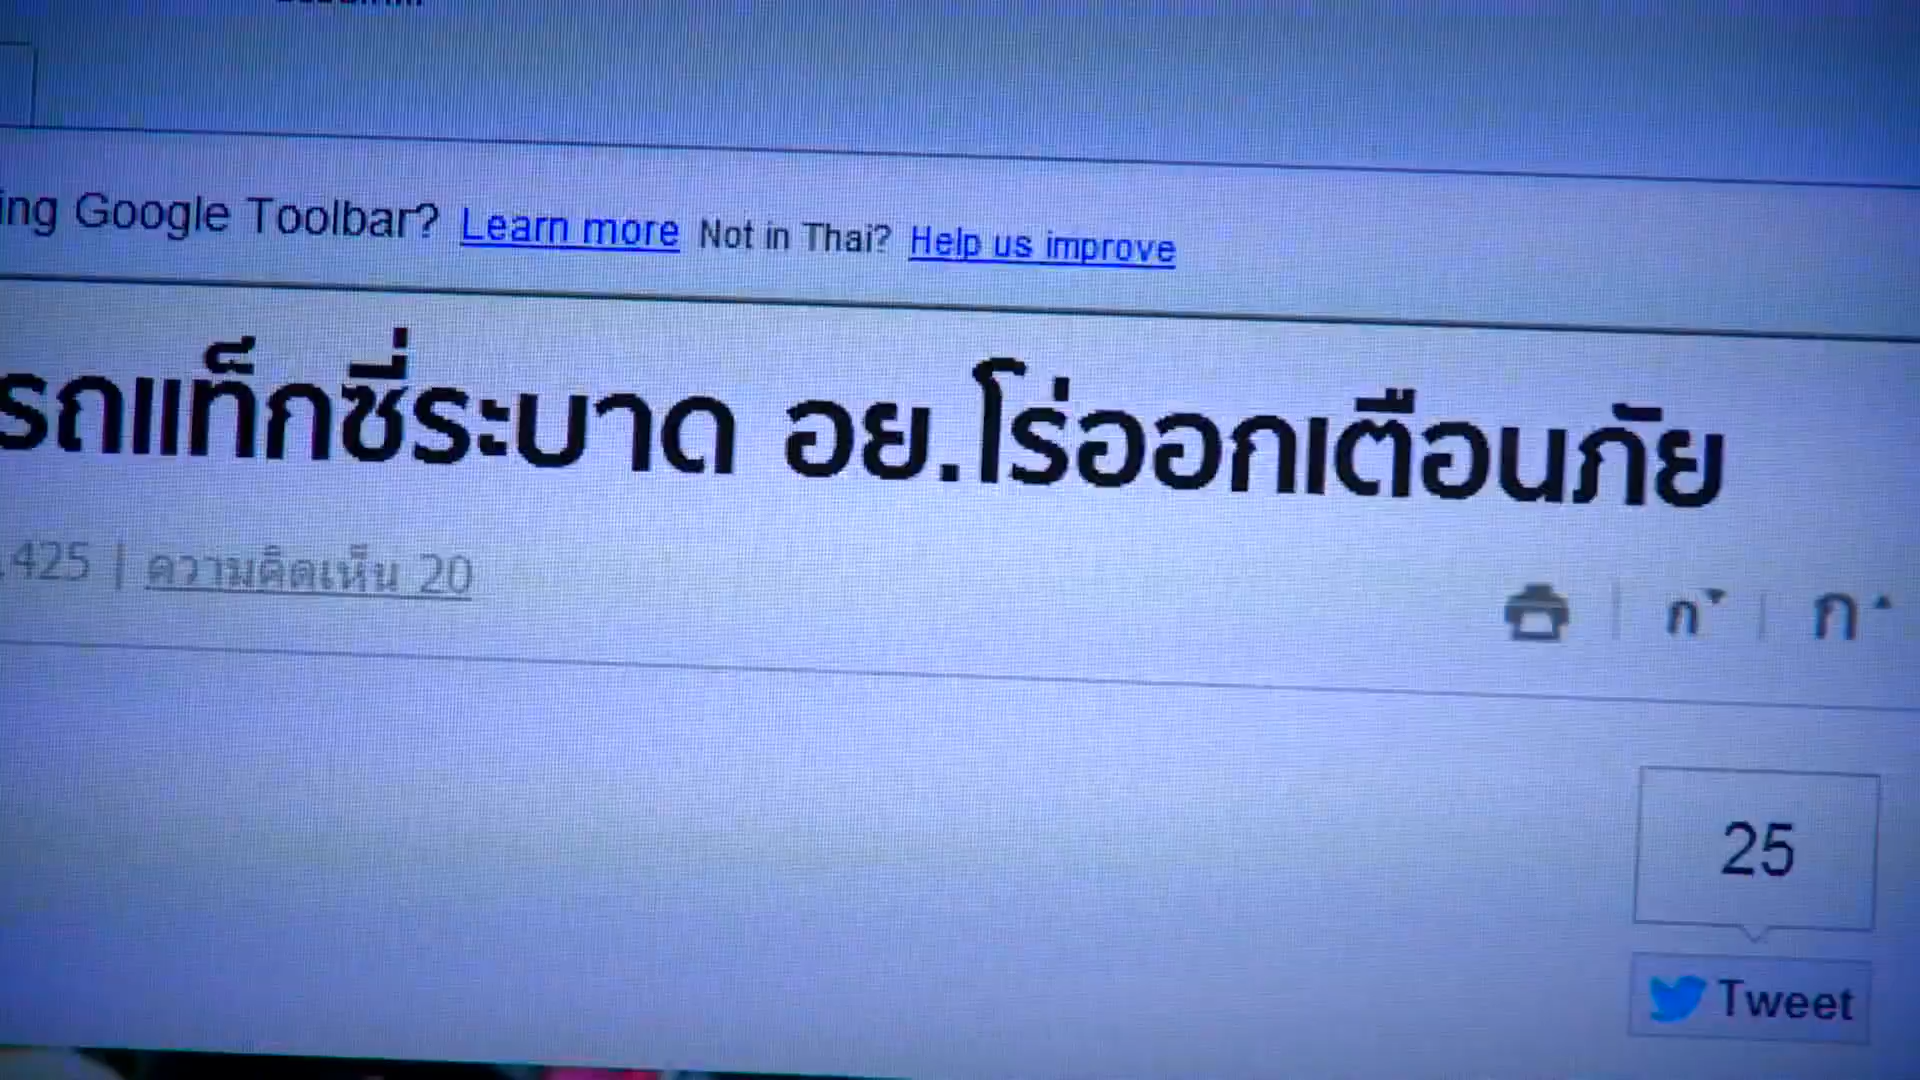 ing Google Toolbar? Learn more Not in Thai? Help us improve
รถแท็กซี่ระบาด อย.โร่ออกเตือนภัย
,425 | ความคิดเห็น 20
ก | ก
25
Tweet